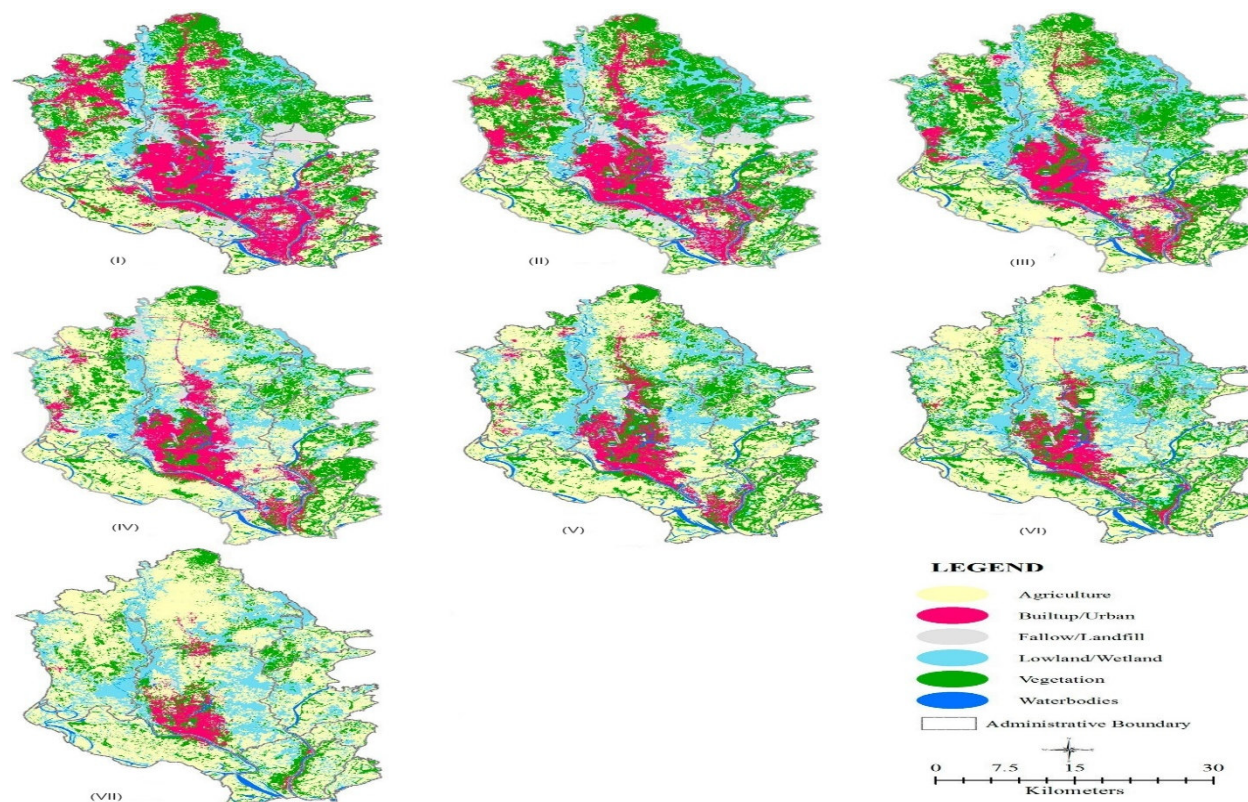 (I)
(II)
(III)
(IV)
(V)
(VI)
(VII)
LEGEND
Agriculture
Builtup/Urban
Fallow/Landfill
Lowland/Wetland
Vegetation
Waterbodies
Administrative Boundary
0 7.5 15 30
Kilometers